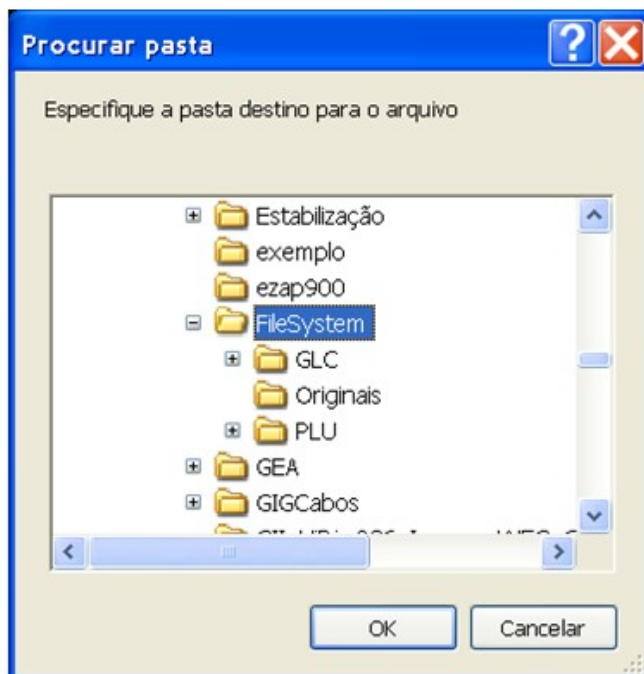 Procurar pasta
Especifique a pasta destino para o arquivo
Estabilização
exemplo
ezap900
FileSystem
GLC
Originais
PLU
GEA
GIGCabos
OK
Cancelar